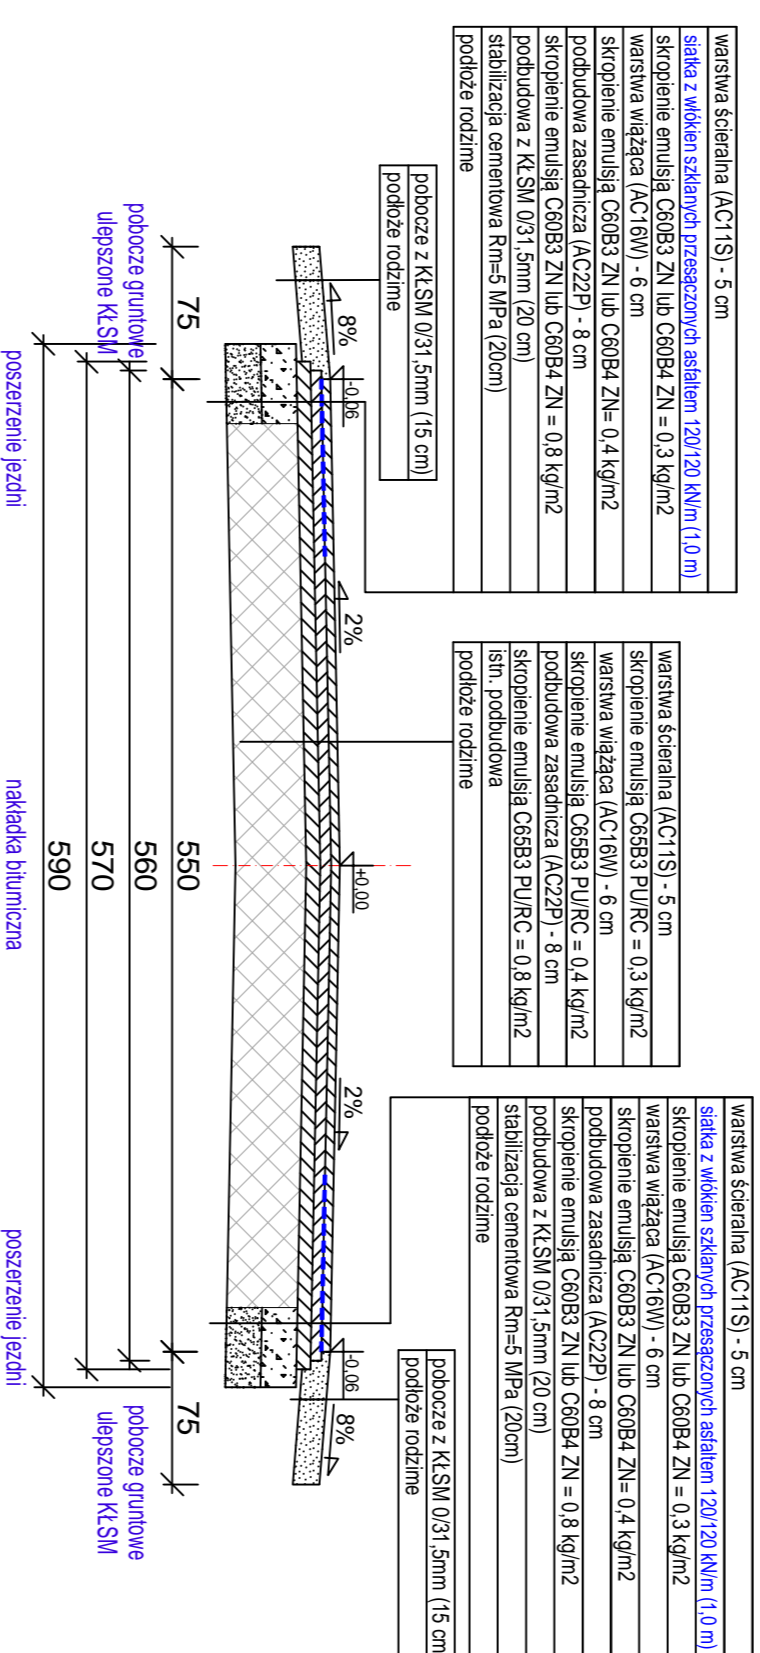 warstwa ścieralna (AC11S) - 5 cm
siatka z włókien szklanych przesączonych asfaltem 120/120 kN/m (1,0 m)
skropienie emulsją C60B3 ZN lub C60B4 ZN = 0,3 kg/m2
warstwa wiążąca (AC16W) - 6 cm
skropienie emulsją C60B3 ZN lub C60B4 ZN= 0,4 kg/m2
podbudowa zasadnicza (AC22P) - 8 cm
skropienie emulsją C60B3 ZN lub C60B4 ZN = 0,8 kg/m2
podbudowa z KŁSM 0/31,5mm (20 cm)
stabilizacja cementowa Rm=5 MPa (20cm)
podłoże rodzime
warstwa ścieralna (AC11S) - 5 cm
skropienie emulsją C65B3 PU/RC = 0,3 kg/m2
warstwa wiążąca (AC16W) - 6 cm
skropienie emulsją C65B3 PU/RC = 0,4 kg/m2
podbudowa zasadnicza (AC22P) - 8 cm
skropienie emulsją C65B3 PU/RC = 0,8 kg/m2
istn. podbudowa
podłoże rodzime
warstwa ścieralna (AC11S) - 5 cm
siatka z włókien szklanych przesączonych asfaltem 120/120 kN/m (1,0 m)
skropienie emulsją C60B3 ZN lub C60B4 ZN = 0,3 kg/m2
warstwa wiążąca (AC16W) - 6 cm
skropienie emulsją C60B3 ZN lub C60B4 ZN= 0,4 kg/m2
podbudowa zasadnicza (AC22P) - 8 cm
skropienie emulsją C60B3 ZN lub C60B4 ZN = 0,8 kg/m2
podbudowa z KŁSM 0/31,5mm (20 cm)
stabilizacja cementowa Rm=5 MPa (20cm)
podłoże rodzime
pobocze z KŁSM 0/31,5mm (15 cm)
podłoże rodzime
pobocze z KŁSM 0/31,5mm (15 cm
podłoże rodzime
8%
-0,06
2%
+0,00
2%
-0,06
8%
75
550
75
560
570
590
pobocze gruntowe
ulepszone KŁSM
pobocze gruntowe
ulepszone KŁSM
poszerzenie jezdni
nakładka bitumiczna
poszerzenie jezdni